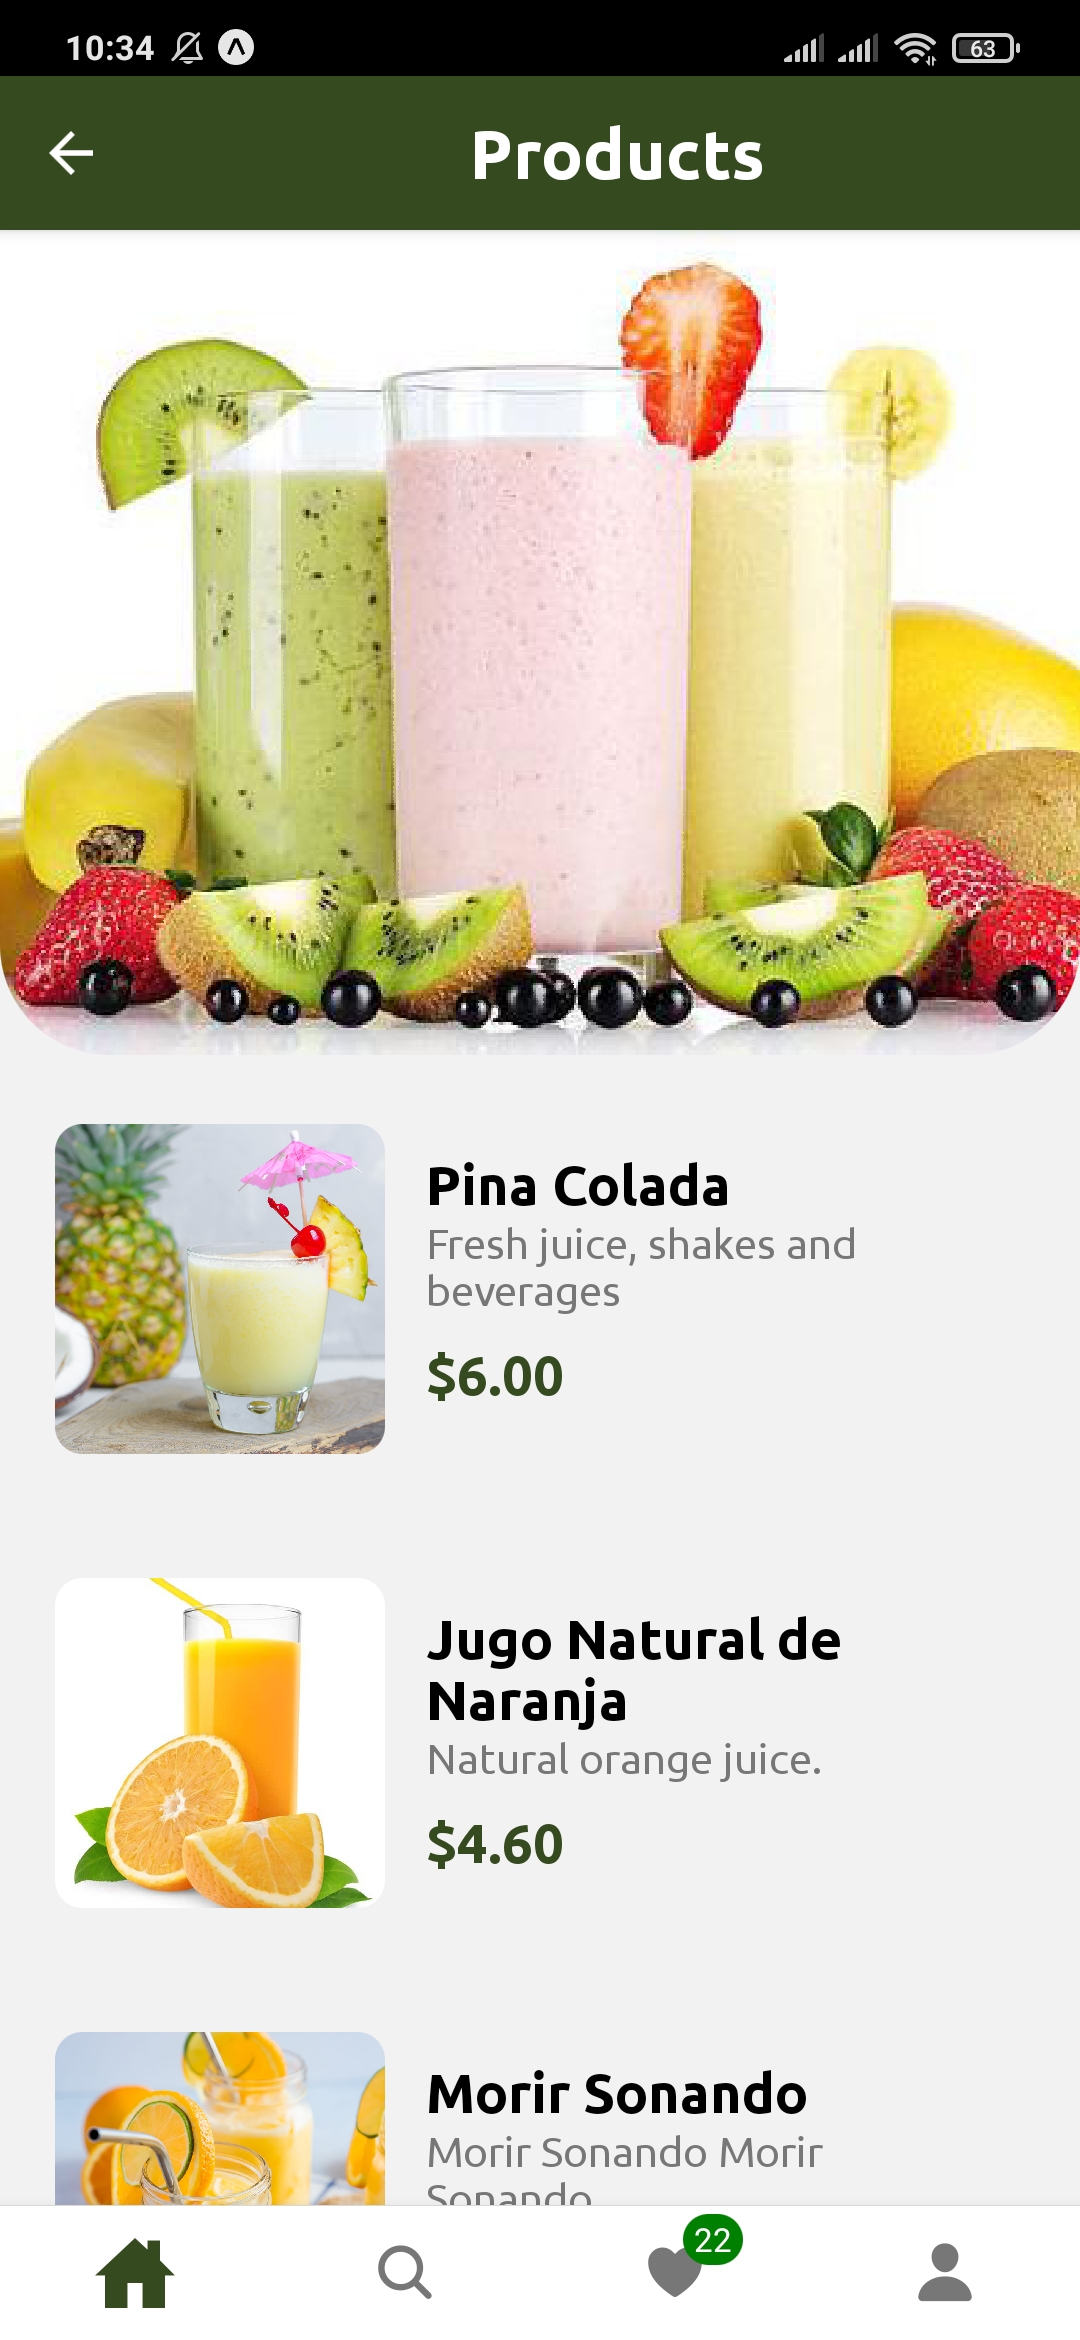 10:34
63
Products
Pina Colada
Fresh juice, shakes and
beverages
$6.00
Jugo Natural de
Naranja
Natural orange juice.
$4.60
Morir Sonando
Morir Sonando Morir
Sonando
22